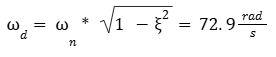 ω_d = ω_n * √(1 − ξ²) = 72.9 rad/s